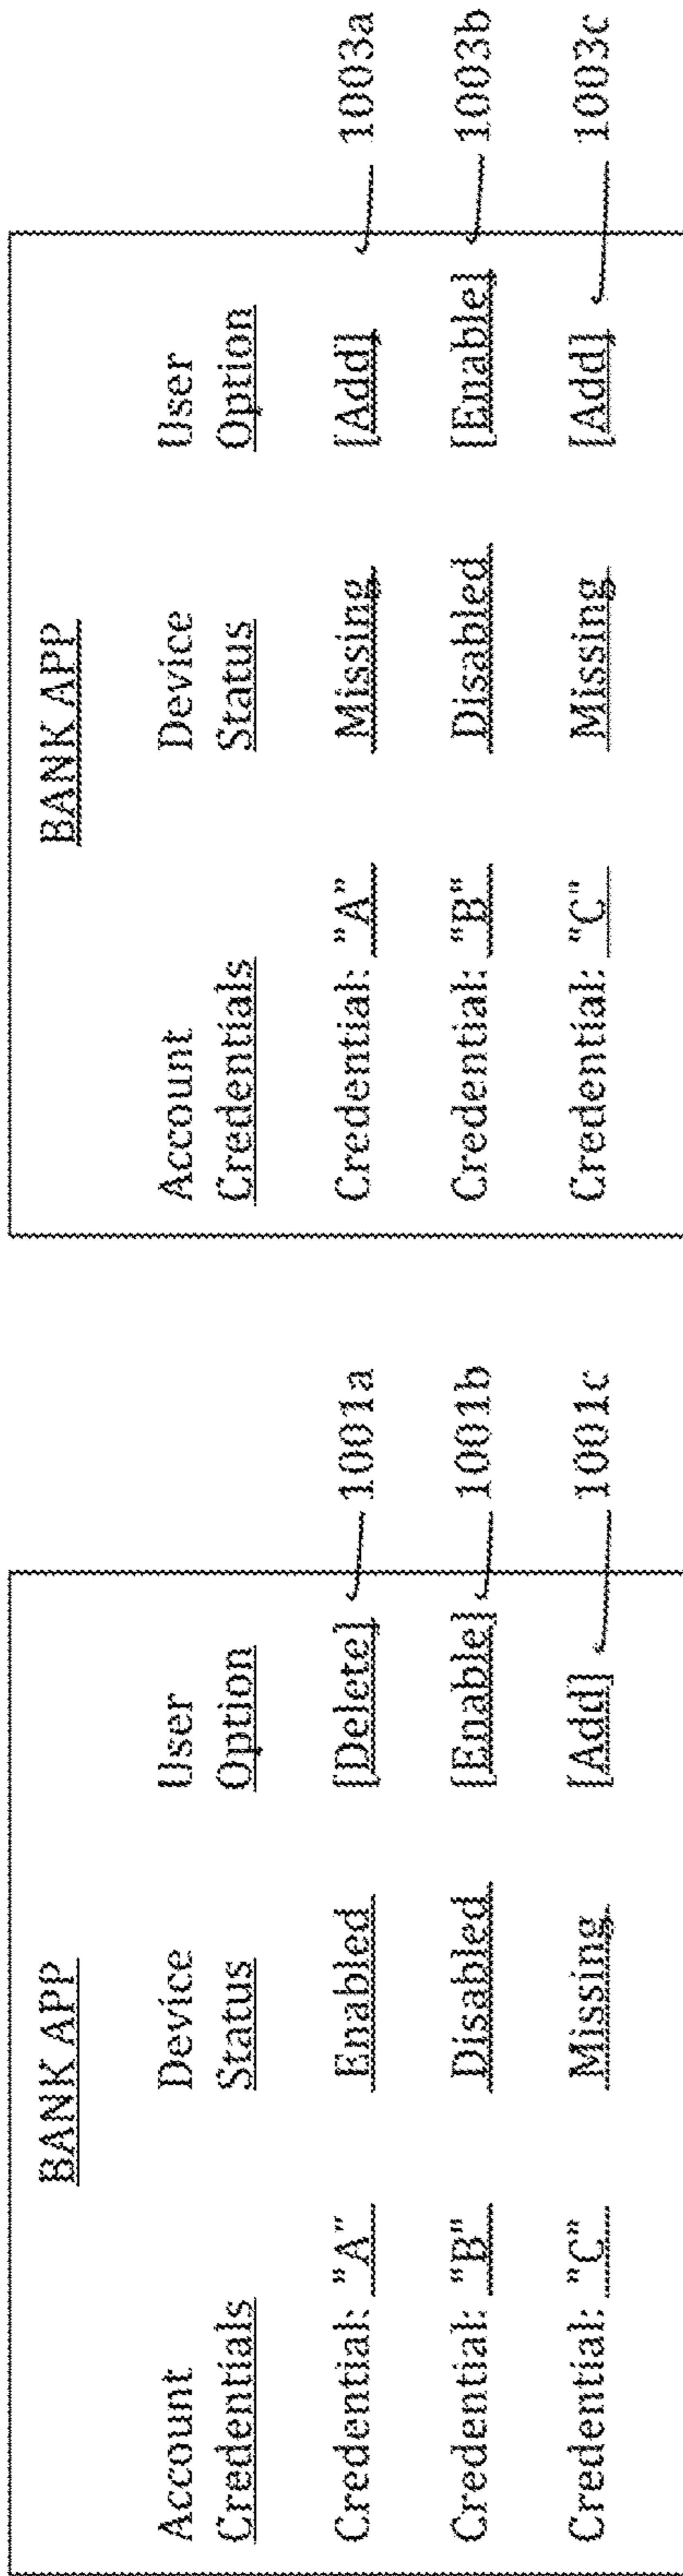 BANK APP
Account Device User
Credentials Status Option
Credential: "A" Enabled [Delete] 1001a
Credential: "B" Disabled [Enable] 1001b
Credential: "C" Missing [Add] 1001c
BANK APP
Account Device User
Credentials Status Option
Credential: "A" Missing [Add] 1003a
Credential: "B" Disabled [Enable] 1003b
Credential: "C" Missing [Add] 1003c